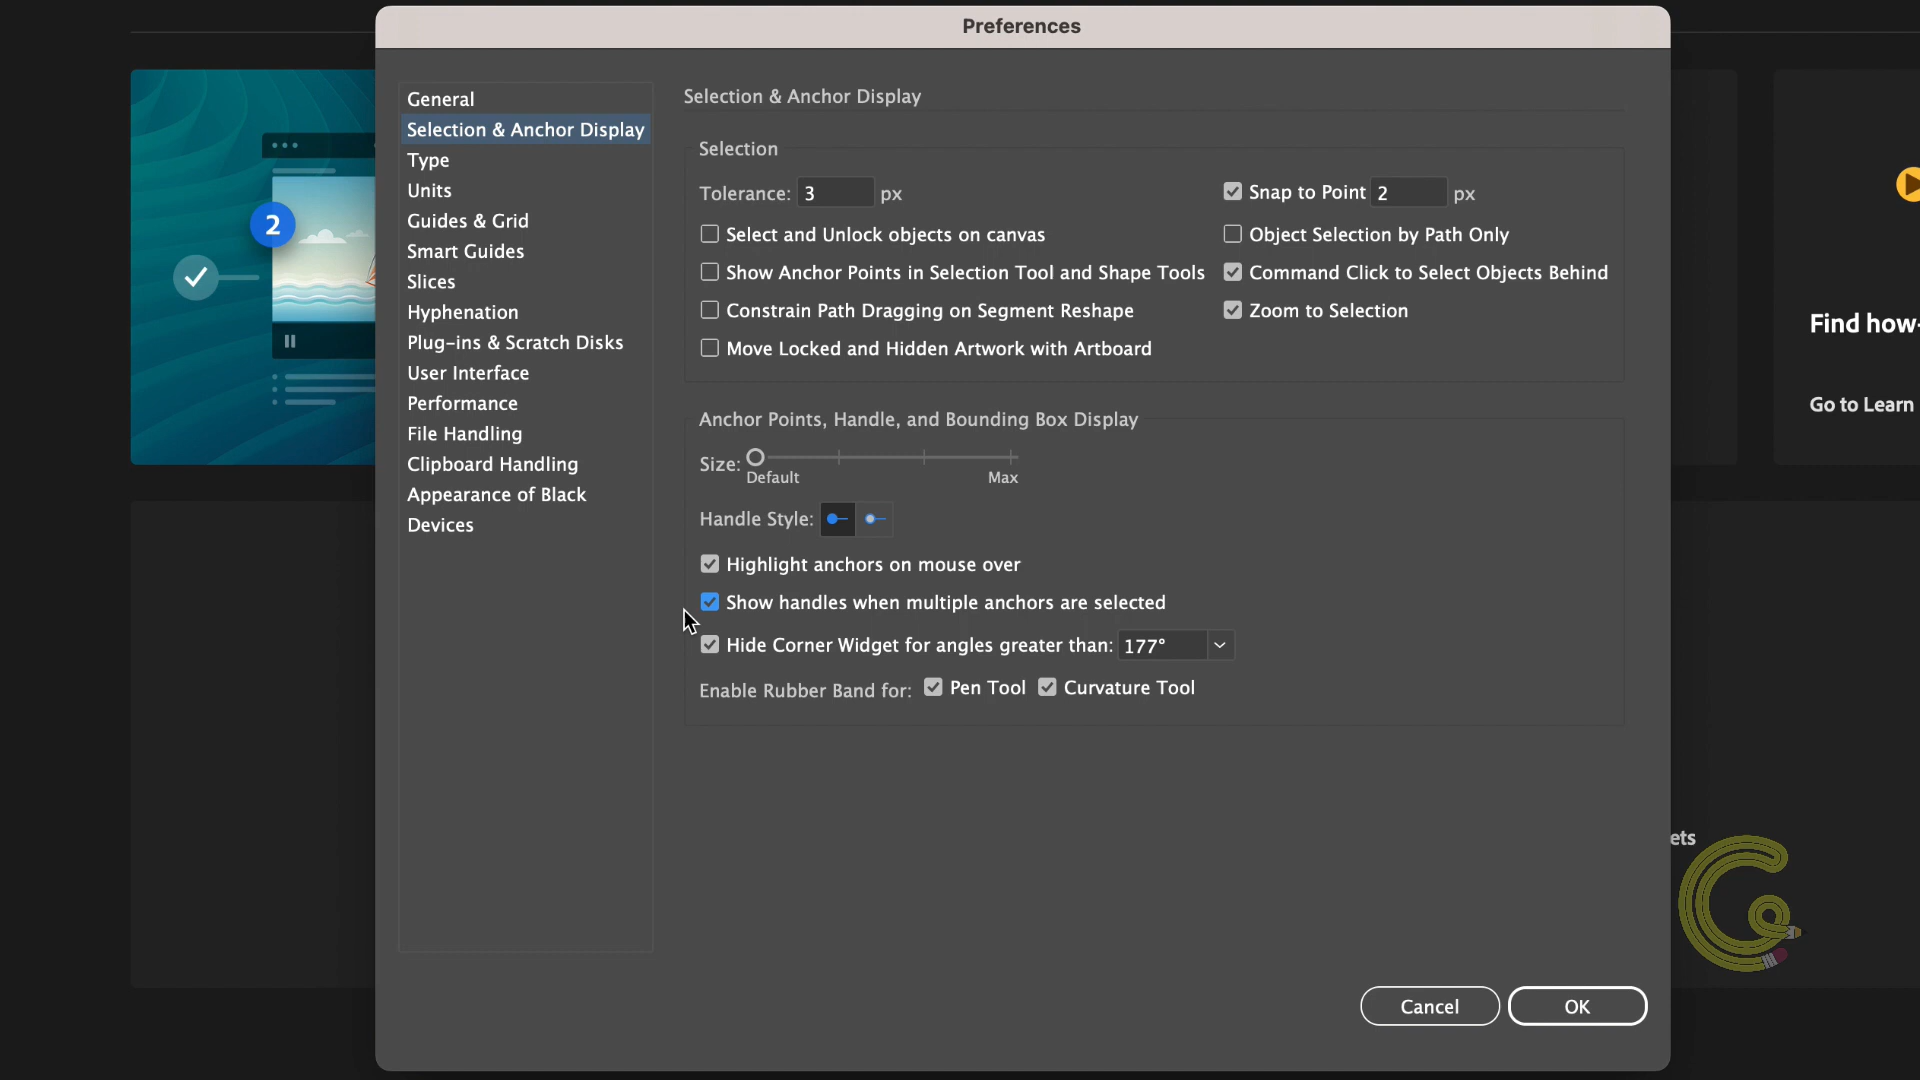 Preferences
General
Selection & Anchor Display
Type
Units
Guides & Grid
Smart Guides
Slices
Hyphenation
Plug-ins & Scratch Disks
User Interface
Performance
File Handling
Clipboard Handling
Appearance of Black
Devices
Selection & Anchor Display
Selection
Tolerance: 3 px
Snap to Point 2 px
Select and Unlock objects on canvas
Object Selection by Path Only
Show Anchor Points in Selection Tool and Shape Tools
Command Click to Select Objects Behind
Constrain Path Dragging on Segment Reshape
Zoom to Selection
Move Locked and Hidden Artwork with Artboard
Anchor Points, Handle, and Bounding Box Display
Size:
Default Max
Handle Style:
Highlight anchors on mouse over
Show handles when multiple anchors are selected
Hide Corner Widget for angles greater than: 177°
Enable Rubber Band for: Pen Tool Curvature Tool
Cancel OK
2
Find how-
Go to Learn
ets